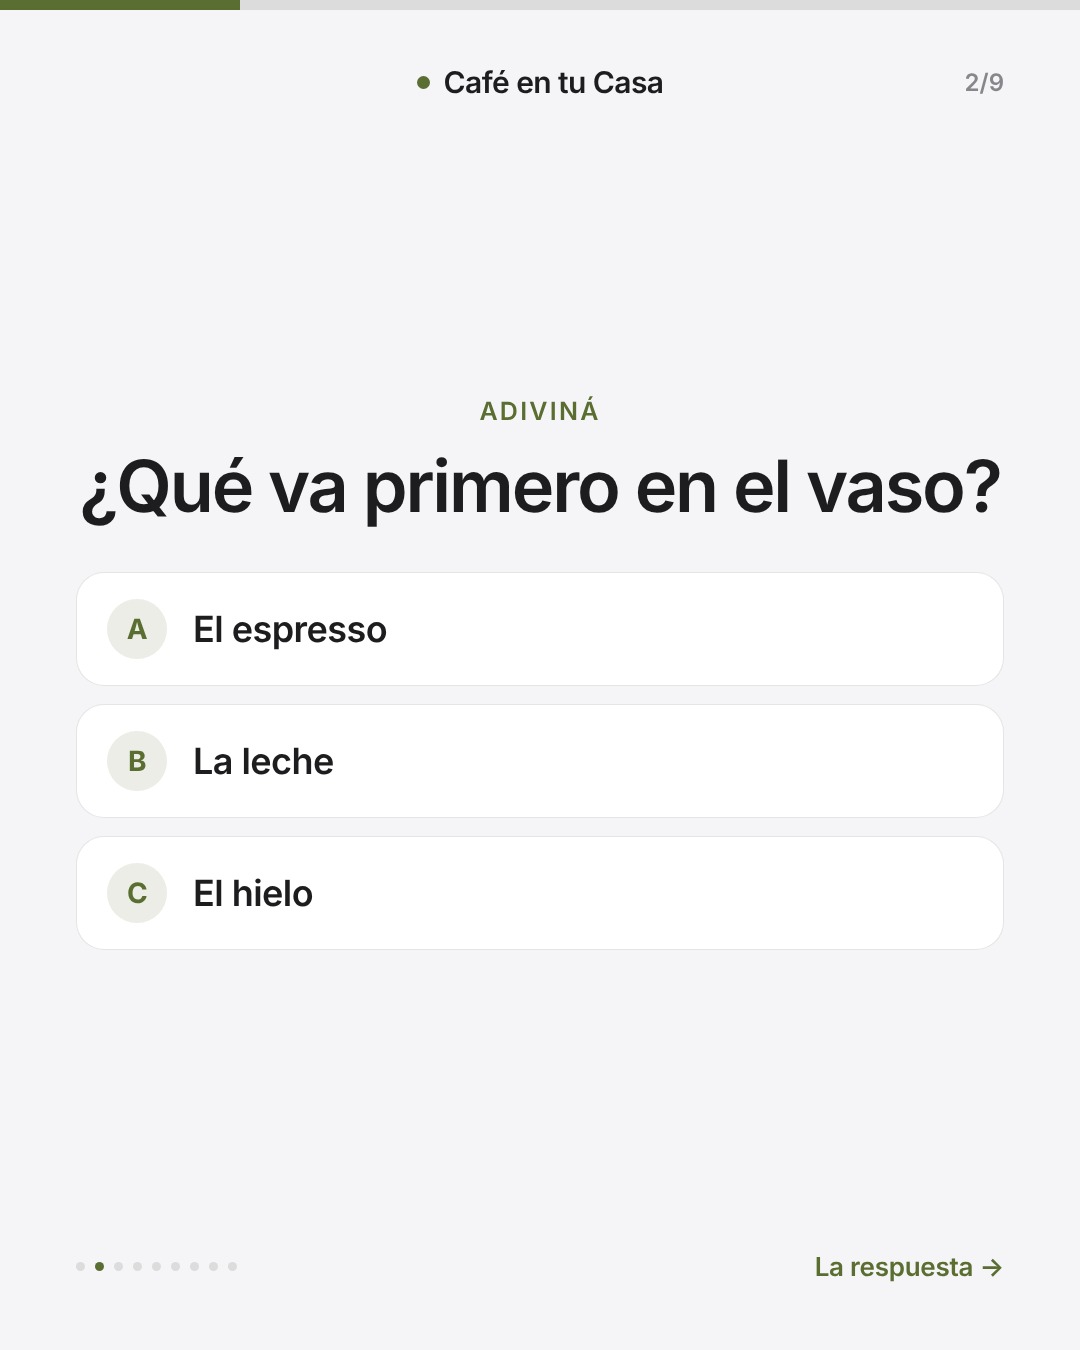 Café en tu Casa
2/9
ADIVINÁ
¿Qué va primero en el vaso?
A El espresso
B La leche
C El hielo
La respuesta →